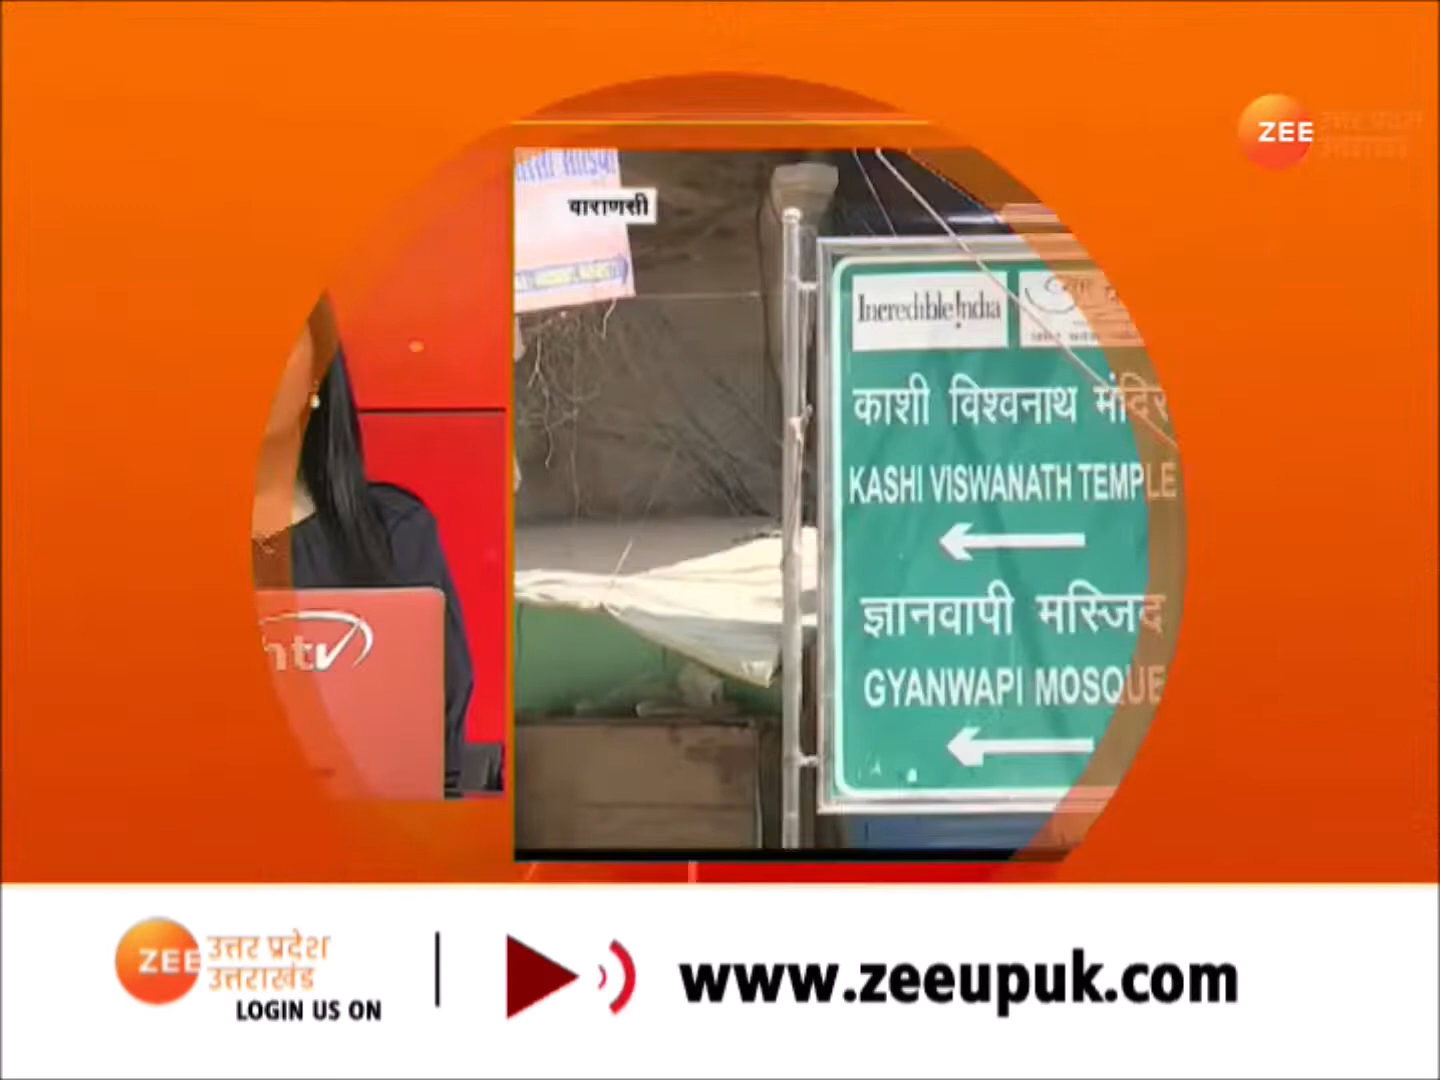 ZEE
वाराणसी
Incredible India
काशी विश्वनाथ मंदिर
KASHI VISWANATH TEMPLE
ज्ञानवापी मस्जिद
GYANWAPI MOSQUE
ZEE उत्तर प्रदेश
उत्तराखंड
LOGIN US ON
www.zeeupuk.com